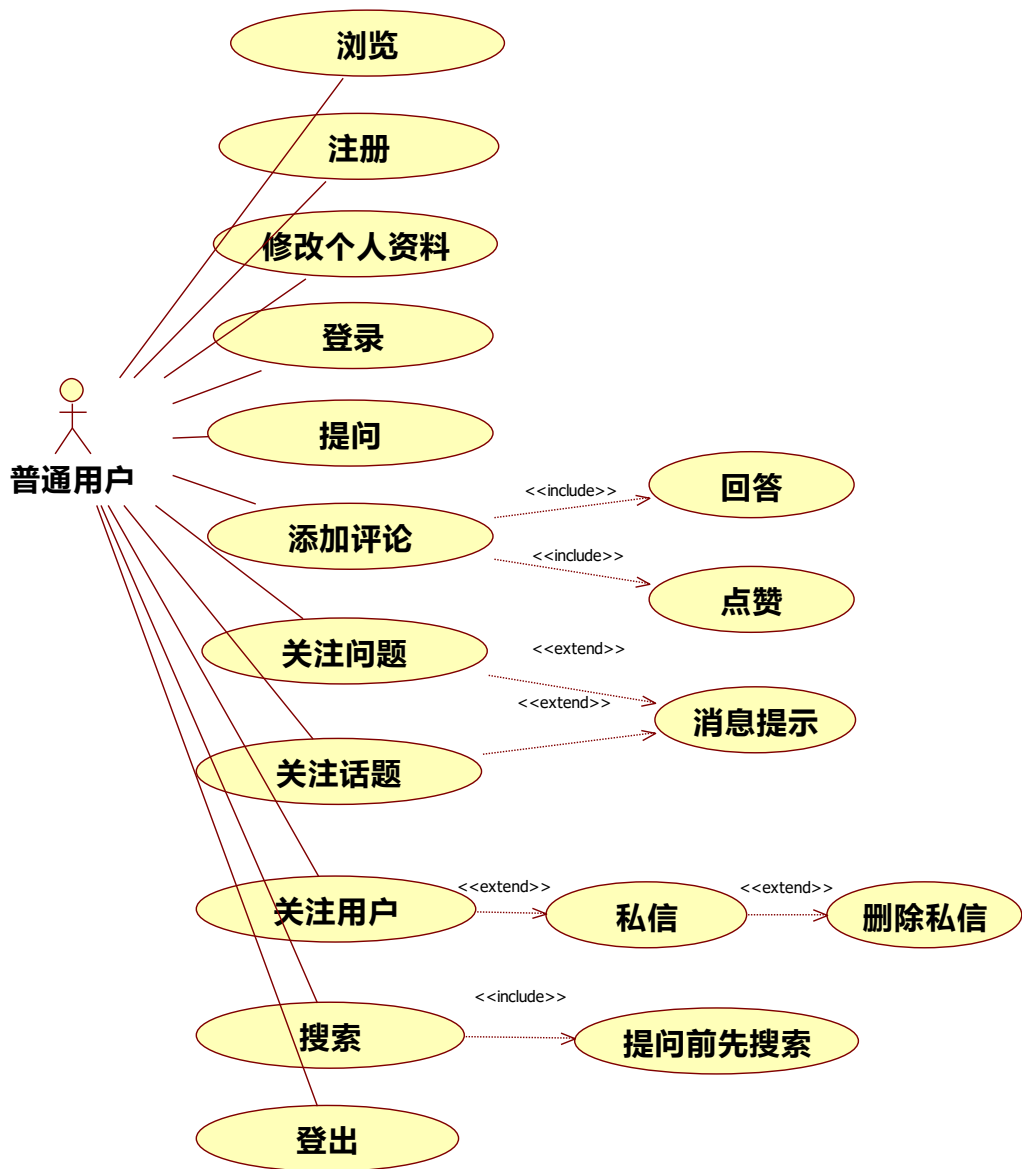 浏览
注册
修改个人资料
登录
提问
普通用户
添加评论
<<include>>
回答
<<include>>
点赞
关注问题
<<extend>>
<<extend>>
消息提示
关注话题
关注用户
<<extend>>
私信
<<extend>>
删除私信
搜索
<<include>>
提问前先搜索
登出